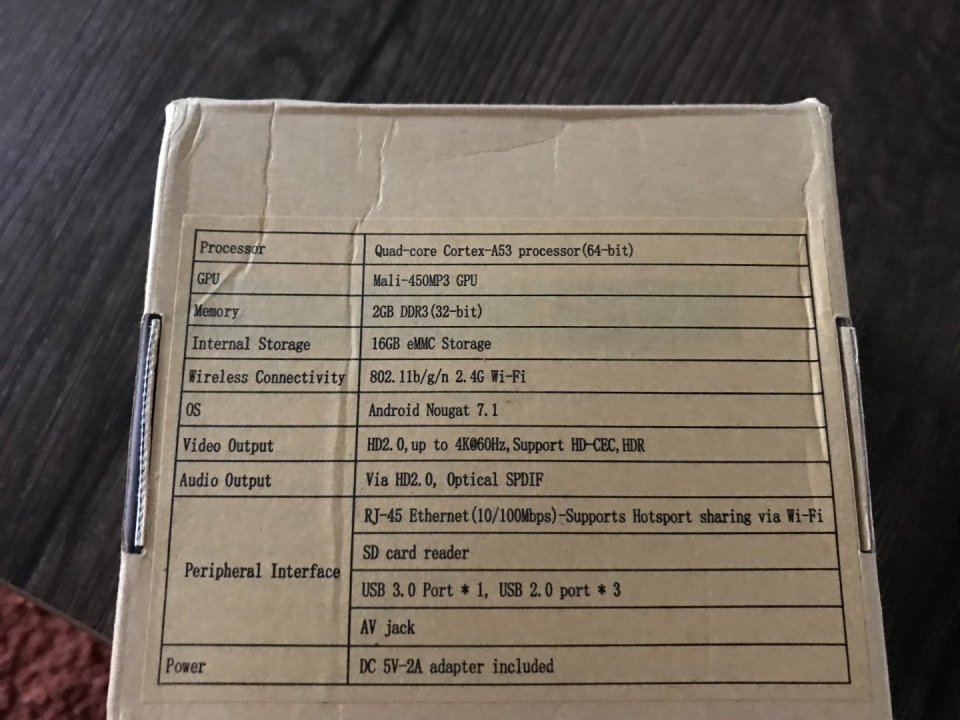 Processor Quad-core Cortex-A53 processor(64-bit)
GPU Mali-450MP3 GPU
Memory 2GB DDR3(32-bit)
Internal Storage 16GB eMMC Storage
Wireless Connectivity 802.11b/g/n 2.4G Wi-Fi
OS Android Nougat 7.1
Video Output HD2.0,up to 4K@60Hz,Support HD-CEC,HDR
Audio Output Via HD2.0, Optical SPDIF
Peripheral Interface
RJ-45 Ethernet(10/100Mbps)-Supports Hotsport sharing via Wi-Fi
SD card reader
USB 3.0 Port * 1, USB 2.0 port * 3
AV jack
Power DC 5V-2A adapter included